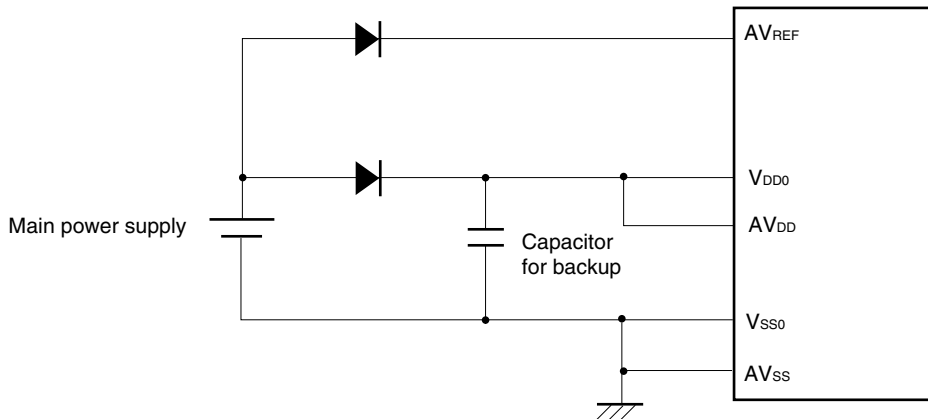 AVREF
VDD0
Main power supply
AVDD
Capacitor
for backup
VSS0
AVSS